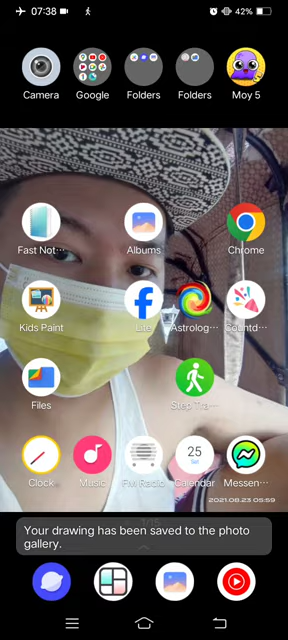 07:38
42%
Camera Google Folders Folders Moy 5
Fast Not··· Albums Chrome
Kids Paint Lite Astrolog··· Countd···
Files Step Tra···
25
Clock Music FM Radio Calendar Messen···
2021.06.23 05:59
Your drawing has been saved to the photo
gallery.